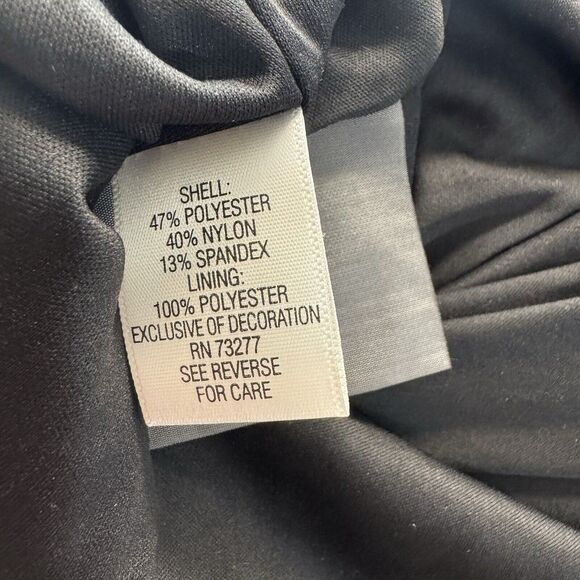 SHELL:
47% POLYESTER
40% NYLON
13% SPANDEX
LINING:
100% POLYESTER
EXCLUSIVE OF DECORATION
RN 73277
SEE REVERSE
FOR CARE